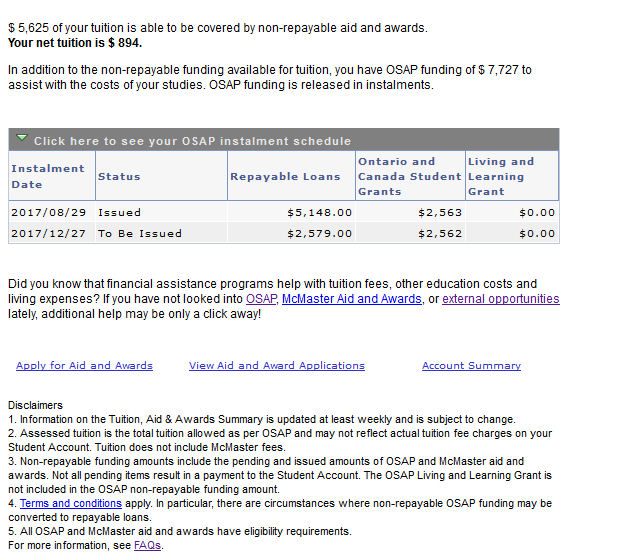 $ 5,625 of your tuition is able to be covered by non-repayable aid and awards.
Your net tuition is $ 894.
In addition to the non-repayable funding available for tuition, you have OSAP funding of $ 7,727 to
assist with the costs of your studies. OSAP funding is released in instalments.
Click here to see your OSAP instalment schedule
Instalment Date Status Repayable Loans Ontario and Canada Student Grants Living and Learning Grant
2017/08/29 Issued $5,148.00 $2,563 $0.00
2017/12/27 To Be Issued $2,579.00 $2,562 $0.00
Did you know that financial assistance programs help with tuition fees, other education costs and
living expenses? If you have not looked into OSAP, McMaster Aid and Awards, or external opportunities
lately, additional help may be only a click away!
Apply for Aid and Awards View Aid and Award Applications Account Summary
Disclaimers
1. Information on the Tuition, Aid & Awards Summary is updated at least weekly and is subject to change.
2. Assessed tuition is the total tuition allowed as per OSAP and may not reflect actual tuition fee charges on your
Student Account. Tuition does not include McMaster fees.
3. Non-repayable funding amounts include the pending and issued amounts of OSAP and McMaster aid and
awards. Not all pending items result in a payment to the Student Account. The OSAP Living and Learning Grant is
not included in the OSAP non-repayable funding amount.
4. Terms and conditions apply. In particular, there are circumstances where non-repayable OSAP funding may be
converted to repayable loans.
5. All OSAP and McMaster aid and awards have eligibility requirements.
For more information, see FAQs.